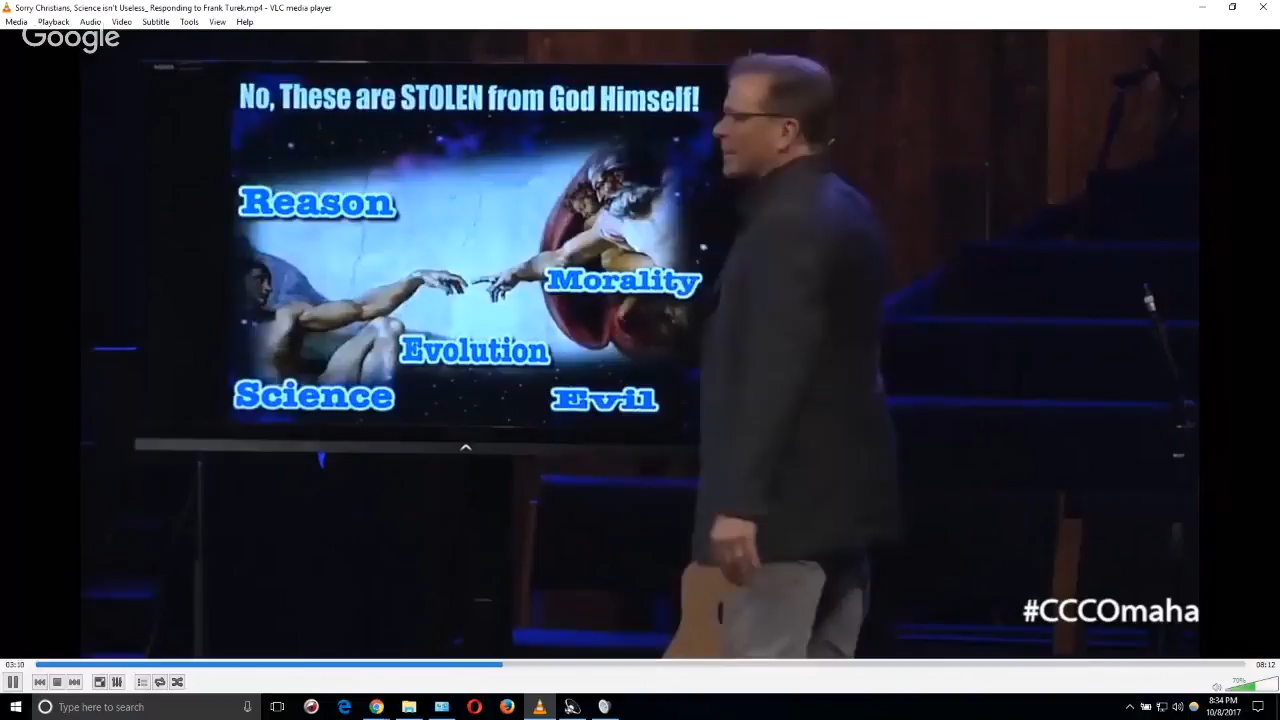 Sorry Christians, Science isn't Useless_ Responding to Frank Turek.mp4 - VLC media player
Media Playback Audio Video Subtitle Tools View Help
Google
No, These are STOLEN from God Himself!
Reason
Morality
Evolution
Science
Evil
#CCCOmaha
03:10
08:12
79%
Type here to search
8:34 PM
10/8/2017